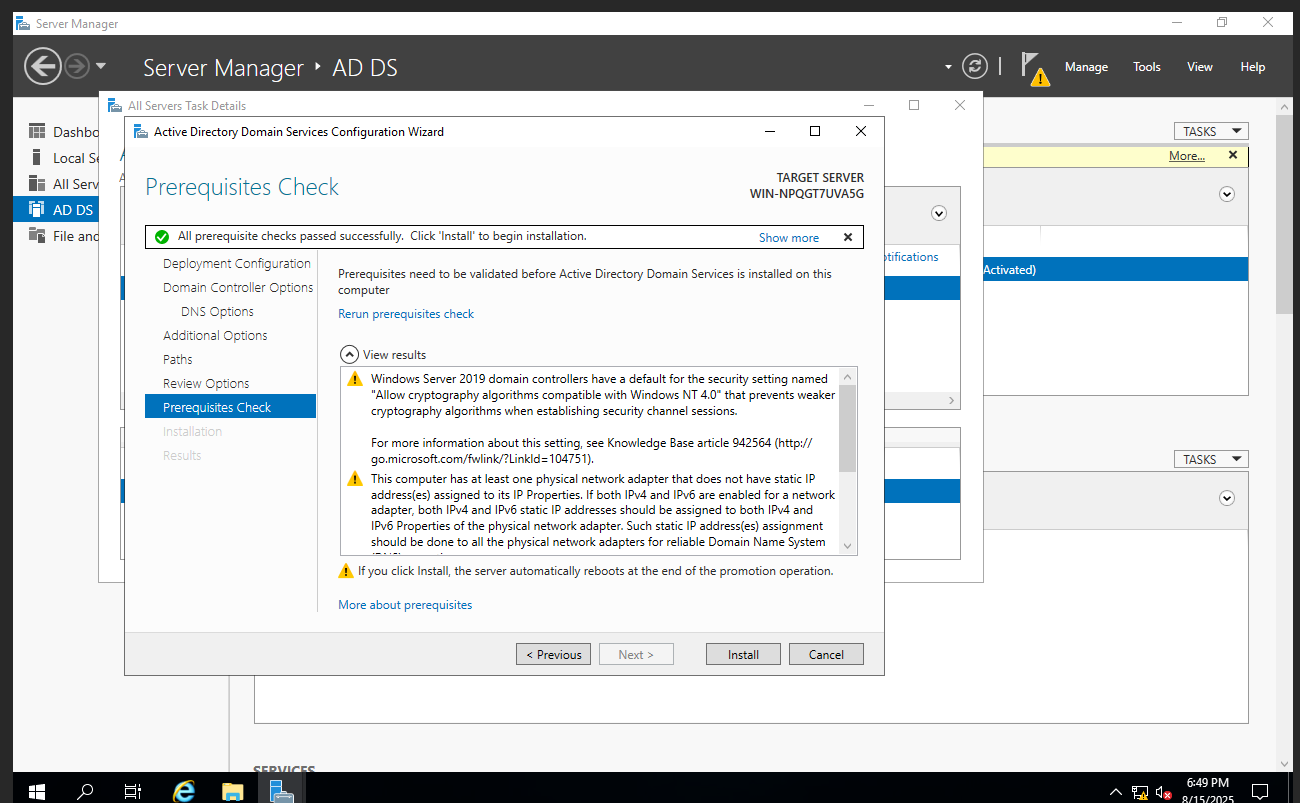 Server Manager
Server Manager ‣ AD DS
Manage
Tools
View
Help
All Servers Task Details
Dashbo
Local Se
All Serv
AD DS
File and
TASKS
More...
otifications
Activated)
TASKS
SERVICES
Active Directory Domain Services Configuration Wizard
Prerequisites Check
TARGET SERVER
WIN-NPQGT7UVA5G
All prerequisite checks passed successfully.  Click 'Install' to begin installation.
Show more
Deployment Configuration
Domain Controller Options
DNS Options
Additional Options
Paths
Review Options
Prerequisites Check
Installation
Results
Prerequisites need to be validated before Active Directory Domain Services is installed on this
computer
Rerun prerequisites check
View results
Windows Server 2019 domain controllers have a default for the security setting named
"Allow cryptography algorithms compatible with Windows NT 4.0" that prevents weaker
cryptography algorithms when establishing security channel sessions.
For more information about this setting, see Knowledge Base article 942564 (http://
go.microsoft.com/fwlink/?LinkId=104751).
This computer has at least one physical network adapter that does not have static IP
address(es) assigned to its IP Properties. If both IPv4 and IPv6 are enabled for a network
adapter, both IPv4 and IPv6 static IP addresses should be assigned to both IPv4 and
IPv6 Properties of the physical network adapter. Such static IP address(es) assignment
should be done to all the physical network adapters for reliable Domain Name System
If you click Install, the server automatically reboots at the end of the promotion operation.
More about prerequisites
< Previous
Next >
Install
Cancel
6:49 PM
8/15/2025